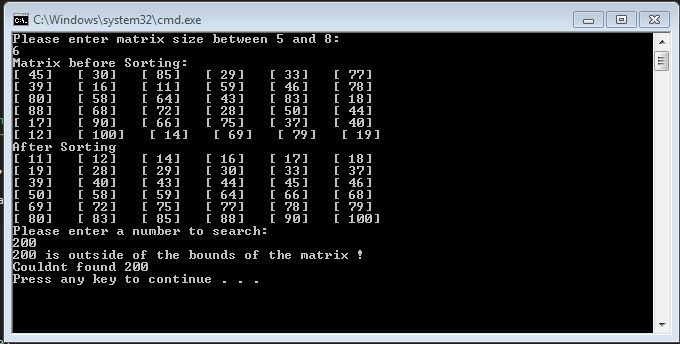 C:\Windows\system32\cmd.exe
Please enter matrix size between 5 and 8:
6
Matrix before Sorting:
[ 45] [ 30] [ 85] [ 29] [ 33] [ 77]
[ 39] [ 16] [ 11] [ 59] [ 46] [ 78]
[ 80] [ 58] [ 64] [ 43] [ 83] [ 18]
[ 88] [ 68] [ 72] [ 28] [ 50] [ 44]
[ 17] [ 90] [ 66] [ 75] [ 37] [ 40]
[ 12] [ 100] [ 14] [ 69] [ 79] [ 19]
After Sorting
[ 11] [ 12] [ 14] [ 16] [ 17] [ 18]
[ 19] [ 28] [ 29] [ 30] [ 33] [ 37]
[ 39] [ 40] [ 43] [ 44] [ 45] [ 46]
[ 50] [ 58] [ 59] [ 64] [ 66] [ 68]
[ 69] [ 72] [ 75] [ 77] [ 78] [ 79]
[ 80] [ 83] [ 85] [ 88] [ 90] [ 100]
Please enter a number to search:
200
200 is outside of the bounds of the matrix !
Couldnt found 200
Press any key to continue . . .